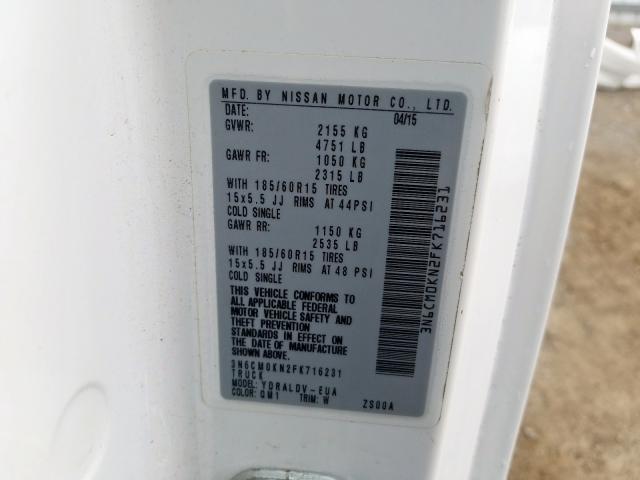 MFD. BY NISSAN MOTOR CO., LTD.
DATE: 04/15
GVWR: 2155 KG
4751 LB
GAWR FR: 1050 KG
2315 LB
WITH 185/60R15 TIRES
15x5.5 JJ RIMS AT 44PSI
COLD SINGLE
GAWR RR: 1150 KG
2535 LB
WITH 185/60R15 TIRES
15x5.5 JJ RIMS AT 48 PSI
COLD SINGLE
THIS VEHICLE CONFORMS TO
ALL APPLICABLE FEDERAL
MOTOR VEHICLE SAFETY AND
THEFT PREVENTION
STANDARDS IN EFFECT ON THE
DATE OF MANUFACTURE
3N6CM0KN2FK716231
TRUCK
MODEL: YDRALDV-EUA
COLOR: QM1 TRIM: W ZS00A
3N6CM0KN2FK716231